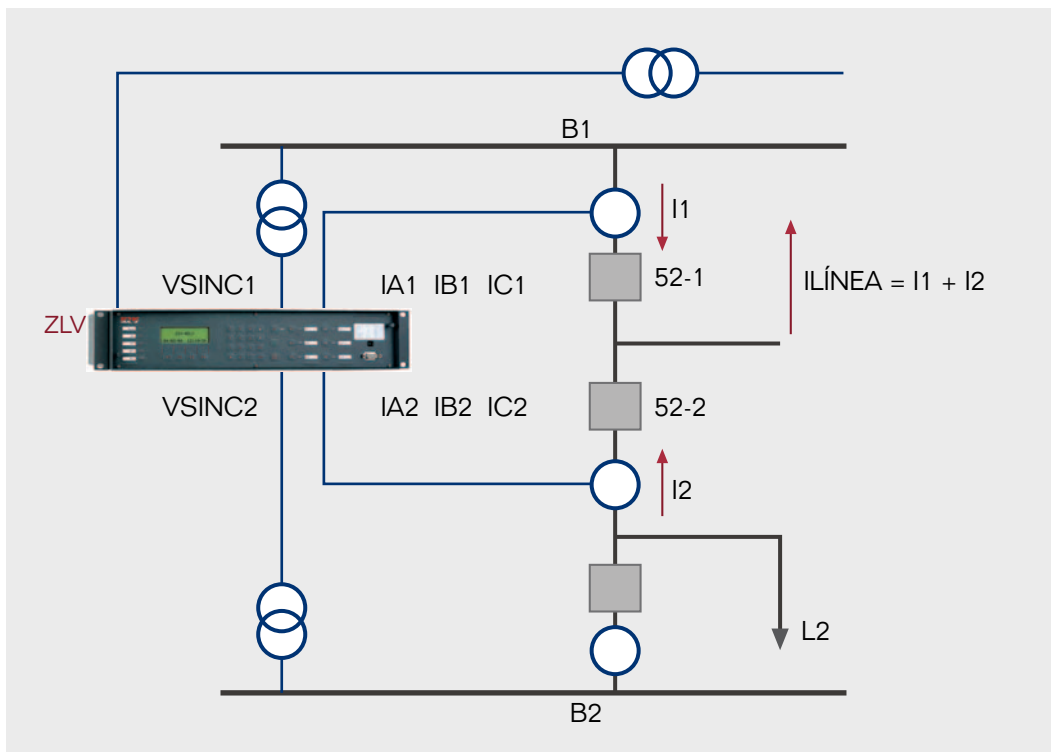 B1
I1
VSINC1
IA1 IB1 IC1
52-1
ILÍNEA = I1 + I2
ZLV
VSINC2
IA2 IB2 IC2
52-2
I2
L2
B2